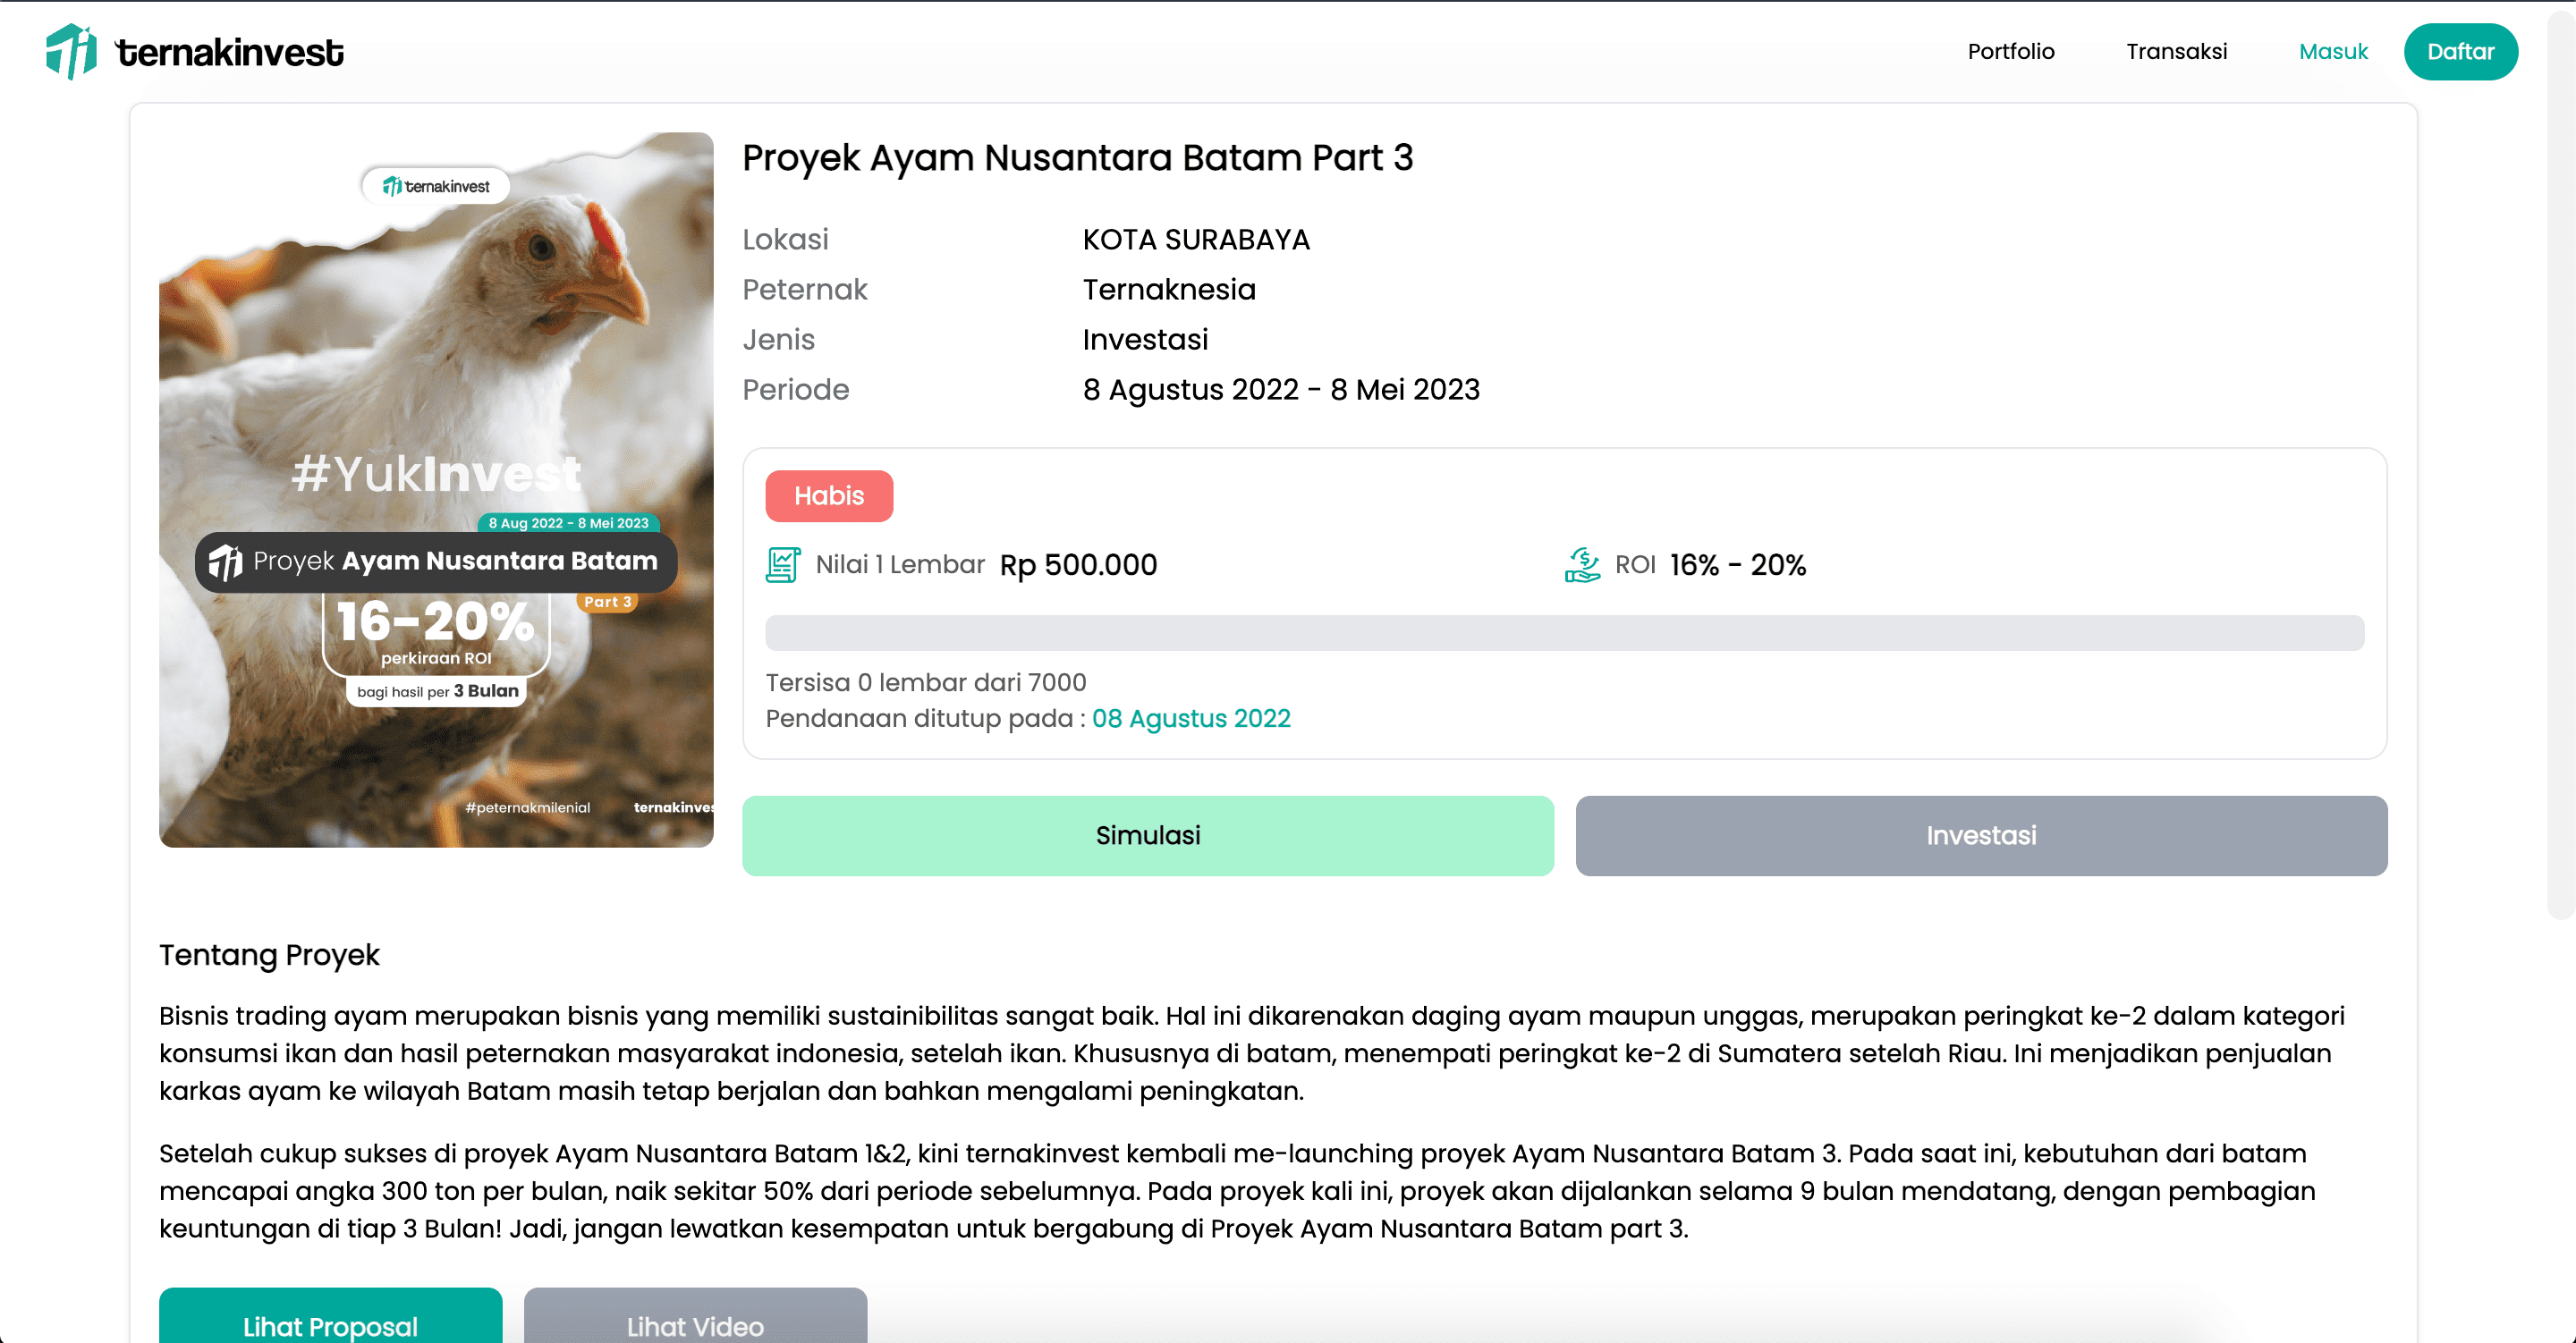 ternakinvest
Portfolio
Transaksi
Masuk
Daftar
ternakinvest
#YukInvest
8 Aug 2022 - 8 Mei 2023
Proyek Ayam Nusantara Batam
Part 3
16-20%
perkiraan ROI
bagi hasil per 3 Bulan
#peternakmilenial
ternakinves
Proyek Ayam Nusantara Batam Part 3
Lokasi KOTA SURABAYA
Peternak Ternaknesia
Jenis Investasi
Periode 8 Agustus 2022 - 8 Mei 2023
Habis
Nilai 1 Lembar Rp 500.000
ROI 16% - 20%
Tersisa 0 lembar dari 7000
Pendanaan ditutup pada : 08 Agustus 2022
Simulasi
Investasi
Tentang Proyek
Bisnis trading ayam merupakan bisnis yang memiliki sustainibilitas sangat baik. Hal ini dikarenakan daging ayam maupun unggas, merupakan peringkat ke-2 dalam kategori
konsumsi ikan dan hasil peternakan masyarakat indonesia, setelah ikan. Khususnya di batam, menempati peringkat ke-2 di Sumatera setelah Riau. Ini menjadikan penjualan
karkas ayam ke wilayah Batam masih tetap berjalan dan bahkan mengalami peningkatan.
Setelah cukup sukses di proyek Ayam Nusantara Batam 1&2, kini ternakinvest kembali me-launching proyek Ayam Nusantara Batam 3. Pada saat ini, kebutuhan dari batam
mencapai angka 300 ton per bulan, naik sekitar 50% dari periode sebelumnya. Pada proyek kali ini, proyek akan dijalankan selama 9 bulan mendatang, dengan pembagian
keuntungan di tiap 3 Bulan! Jadi, jangan lewatkan kesempatan untuk bergabung di Proyek Ayam Nusantara Batam part 3.
Lihat Proposal
Lihat Video